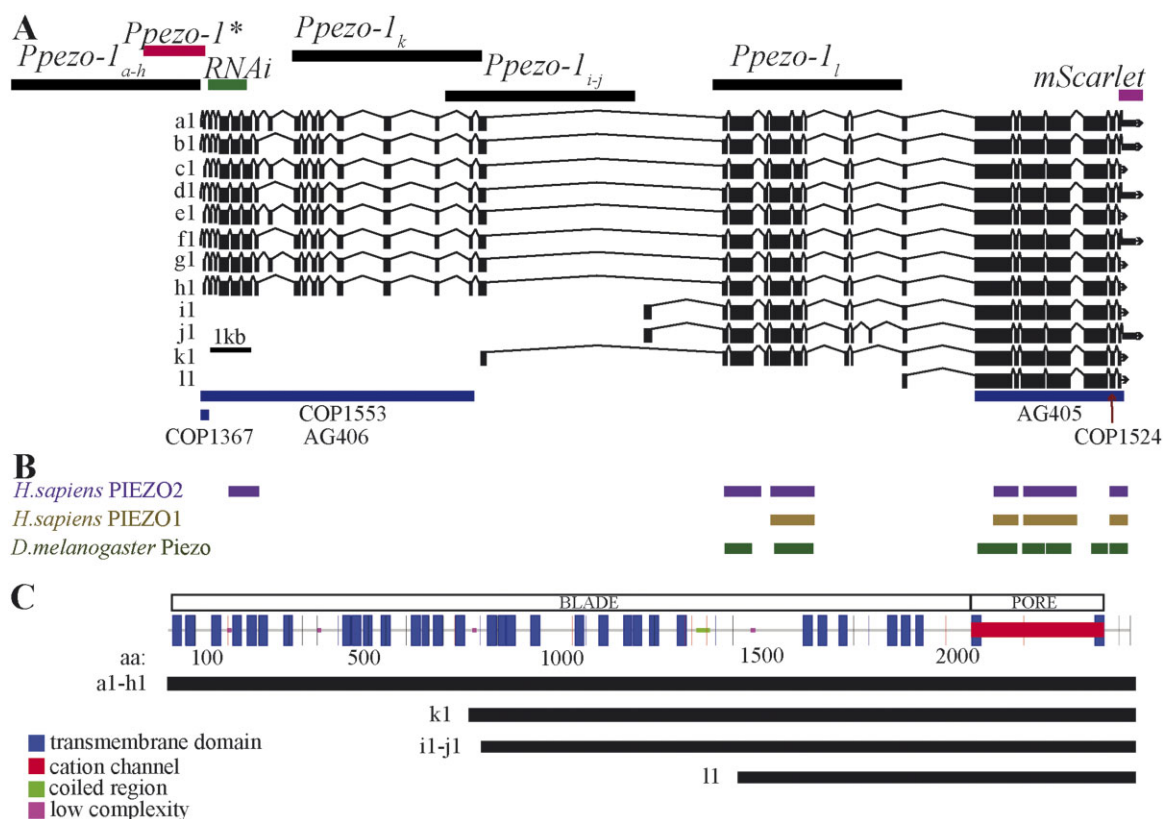 A
Ppezo-1*
Ppezo-1k
Ppezo-1a-h
RNAi
Ppezo-1i-j
Ppezo-1l
mScarlet
a1
b1
c1
d1
e1
f1
g1
h1
i1
j1
1kb
k1
l1
COP1553
AG405
COP1367
AG406
COP1524
B
H.sapiens PIEZO2
H.sapiens PIEZO1
D.melanogaster Piezo
C
BLADE
PORE
aa: 100 500 1000 1500 2000
a1-h1
k1
i1-j1
l1
transmembrane domain
cation channel
coiled region
low complexity